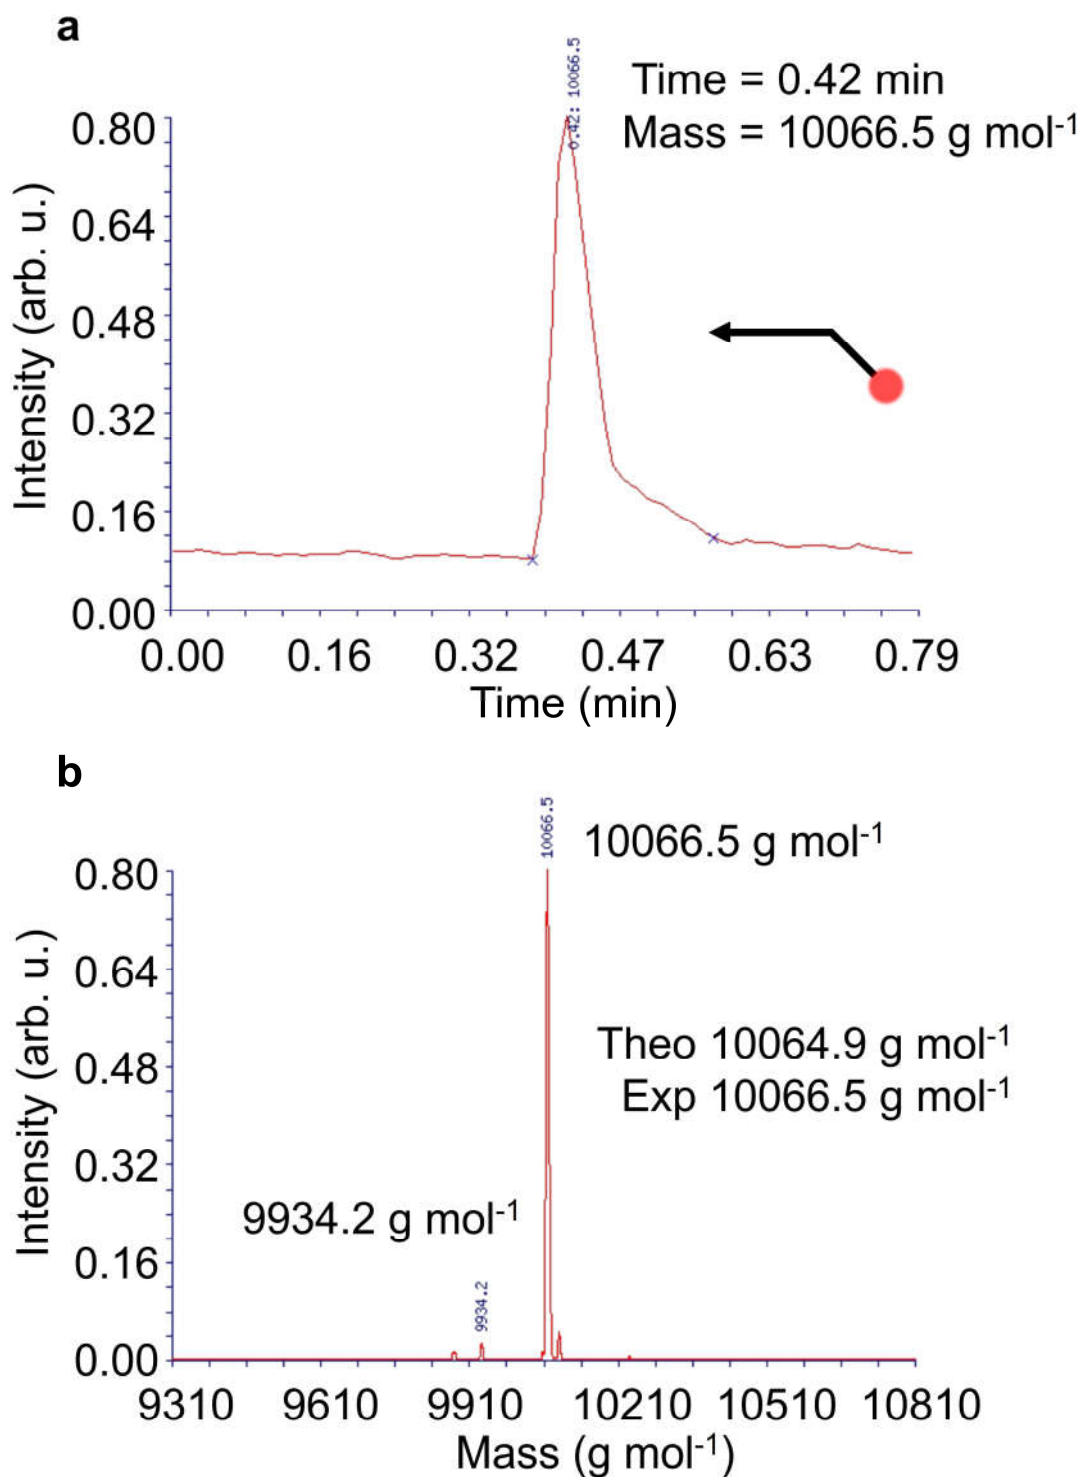 a
0.42: 10066.5
Time = 0.42 min
Mass = 10066.5 g mol-1
Intensity (arb. u.)
0.80
0.64
0.48
0.32
0.16
0.00
0.00 0.16 0.32 0.47 0.63 0.79
Time (min)
b
10066.5
10066.5 g mol-1
Intensity (arb. u.)
0.80
0.64
0.48
0.32
0.16
0.00
Theo 10064.9 g mol-1
Exp 10066.5 g mol-1
9934.2 g mol-1
9934.2
9310 9610 9910 10210 10510 10810
Mass (g mol-1)